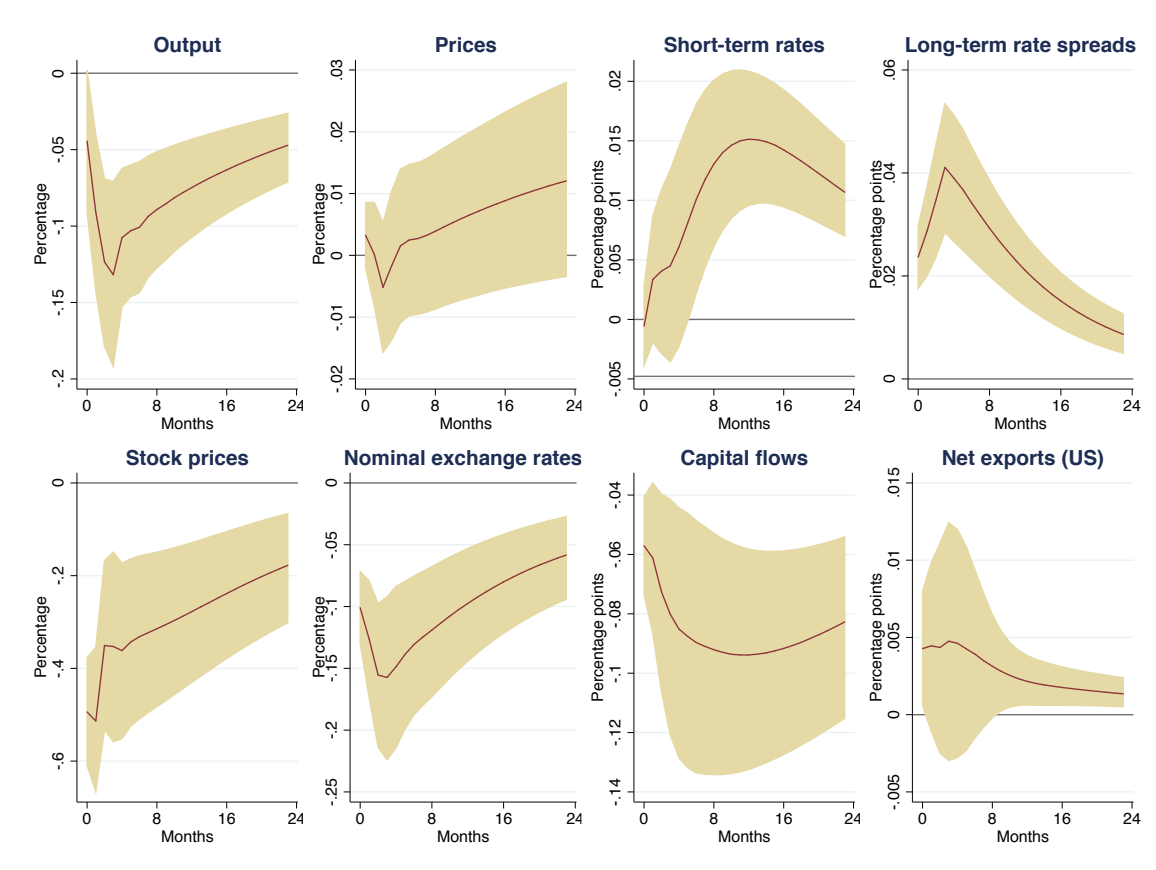 Output
Percentage
0
-.05
-.1
-.15
-.2
0 8 16 24
Months
Prices
Percentage
.03
.02
.01
0
-.01
-.02
0 8 16 24
Months
Short-term rates
Percentage points
.02
.015
.01
.005
0
-.005
0 8 16 24
Months
Long-term rate spreads
Percentage points
.06
.04
.02
0
0 8 16 24
Months
Stock prices
Percentage
0
-.2
-.4
-.6
0 8 16 24
Months
Nominal exchange rates
Percentage
0
-.05
-.1
-.15
-.2
-.25
0 8 16 24
Months
Capital flows
Percentage points
-.04
-.06
-.08
-.1
-.12
-.14
0 8 16 24
Months
Net exports (US)
Percentage points
.015
.01
.005
0
-.005
0 8 16 24
Months